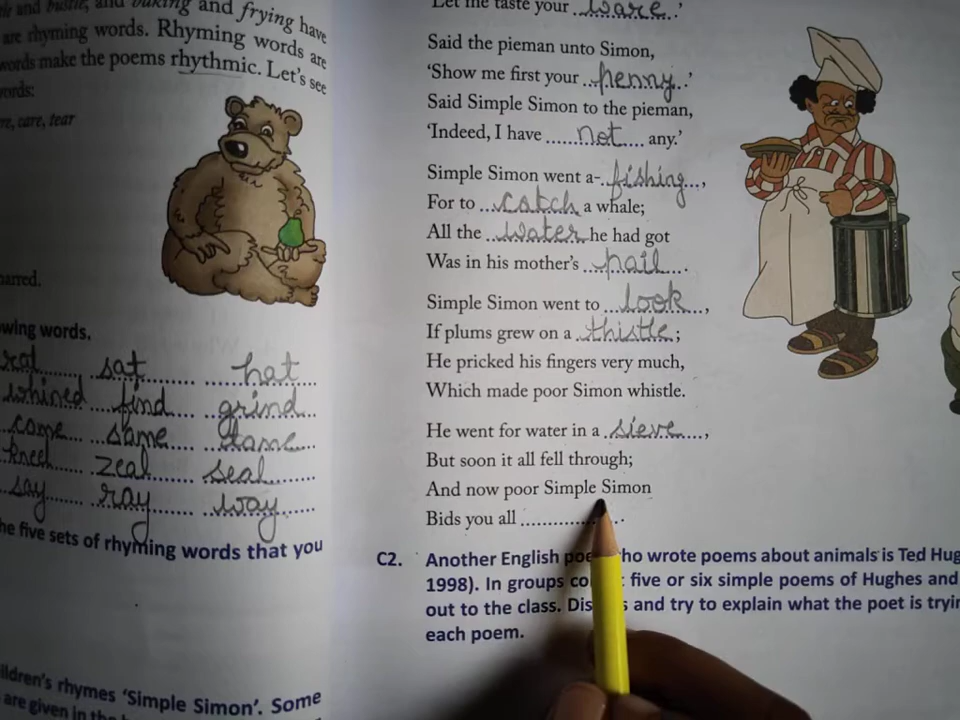 and bustle, and baking and frying have
are rhyming words. Rhyming words are
words make the poems rhythmic. Let's see
words:
care, tear
owing words.
rat sat hat
whined find grind
come same dame
kneel zeal seal
say ray way
he five sets of rhyming words that you
ildren's rhymes 'Simple Simon'. Some
are given in the
Let me taste your ware.'
Said the pieman unto Simon,
'Show me first your penny.'
Said Simple Simon to the pieman,
'Indeed, I have not any.'
Simple Simon went a-fishing,
For to catch a whale;
All the water he had got
Was in his mother's pail.
Simple Simon went to look,
If plums grew on a thistle;
He pricked his fingers very much,
Which made poor Simon whistle.
He went for water in a sieve,
But soon it all fell through;
And now poor Simple Simon
Bids you all ..............
C2. Another English poe ho wrote poems about animals is Ted Hug
1998). In groups co t five or six simple poems of Hughes and
out to the class. Dis s and try to explain what the poet is tryin
each poem.